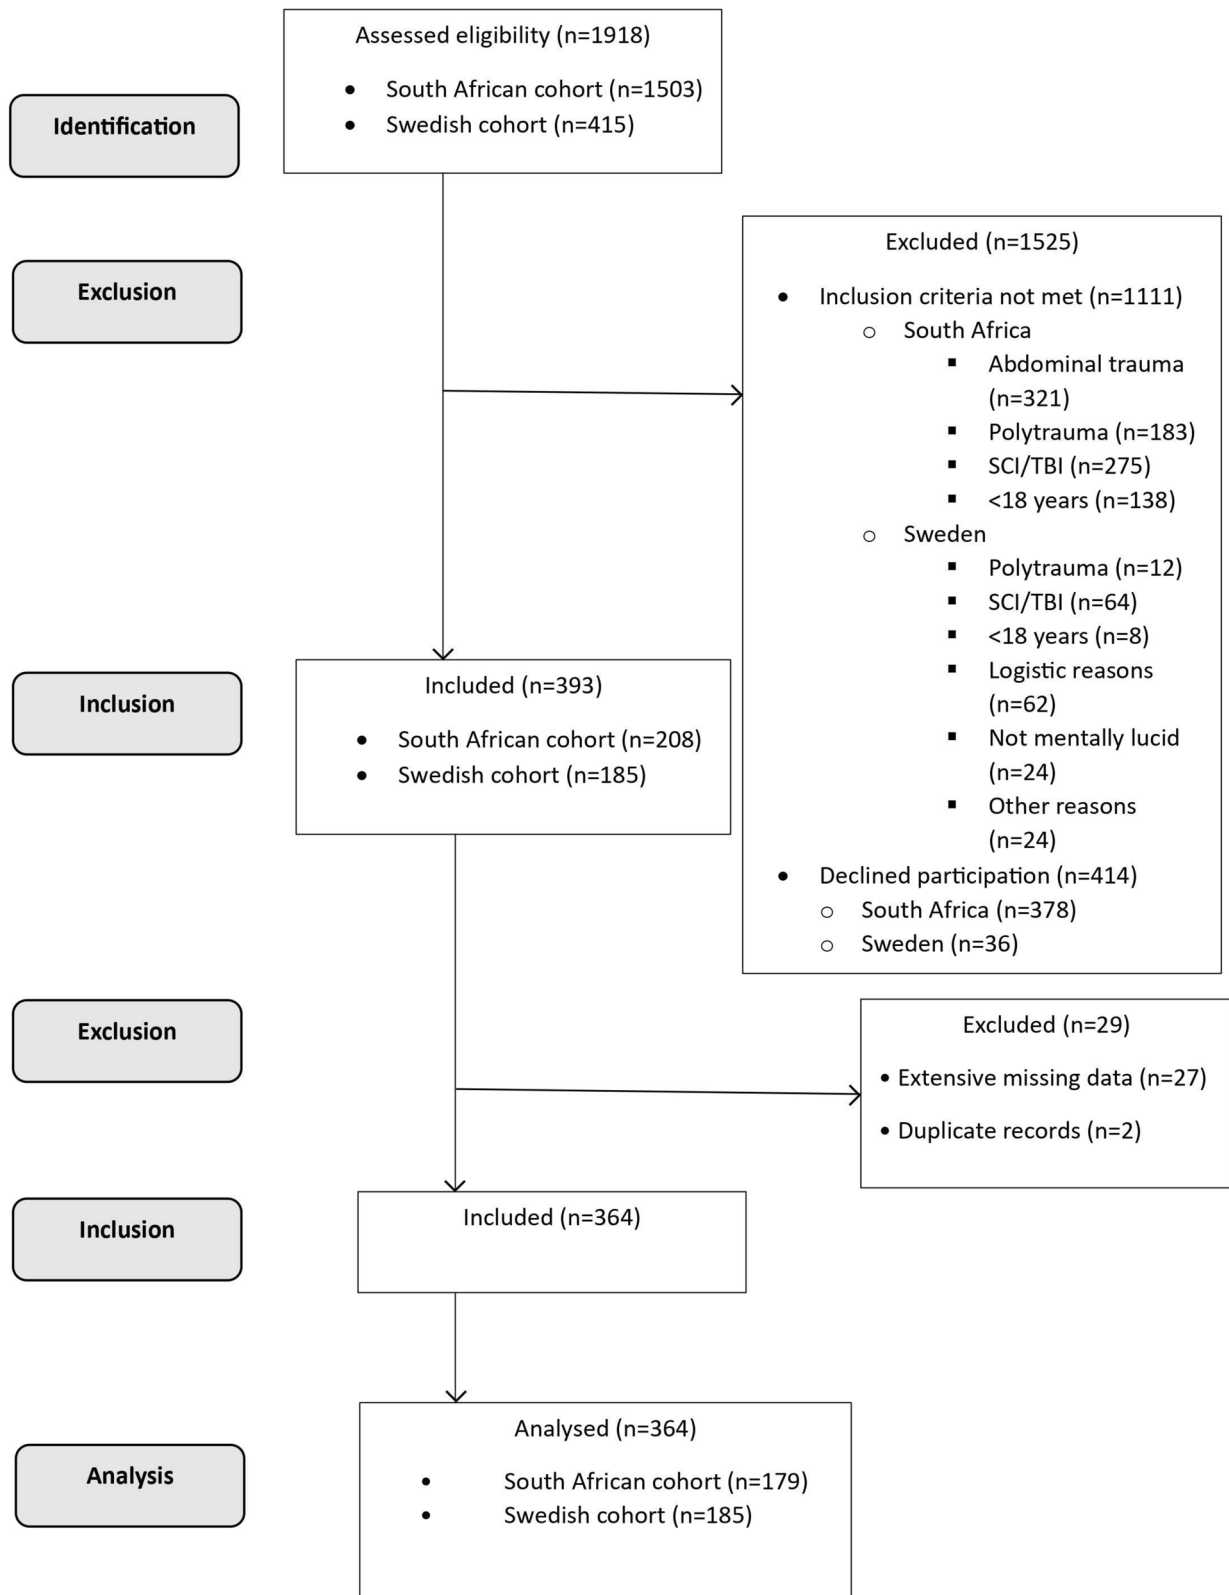 Assessed eligibility (n=1918)
• South African cohort (n=1503)
• Swedish cohort (n=415)
Identification
Exclusion
Excluded (n=1525)
• Inclusion criteria not met (n=1111)
o South Africa
▪ Abdominal trauma
(n=321)
▪ Polytrauma (n=183)
▪ SCI/TBI (n=275)
▪ <18 years (n=138)
o Sweden
▪ Polytrauma (n=12)
▪ SCI/TBI (n=64)
▪ <18 years (n=8)
▪ Logistic reasons
(n=62)
▪ Not mentally lucid
(n=24)
▪ Other reasons
(n=24)
• Declined participation (n=414)
o South Africa (n=378)
o Sweden (n=36)
Inclusion
Included (n=393)
• South African cohort (n=208)
• Swedish cohort (n=185)
Exclusion
Excluded (n=29)
• Extensive missing data (n=27)
• Duplicate records (n=2)
Inclusion
Included (n=364)
Analysis
Analysed (n=364)
• South African cohort (n=179)
• Swedish cohort (n=185)